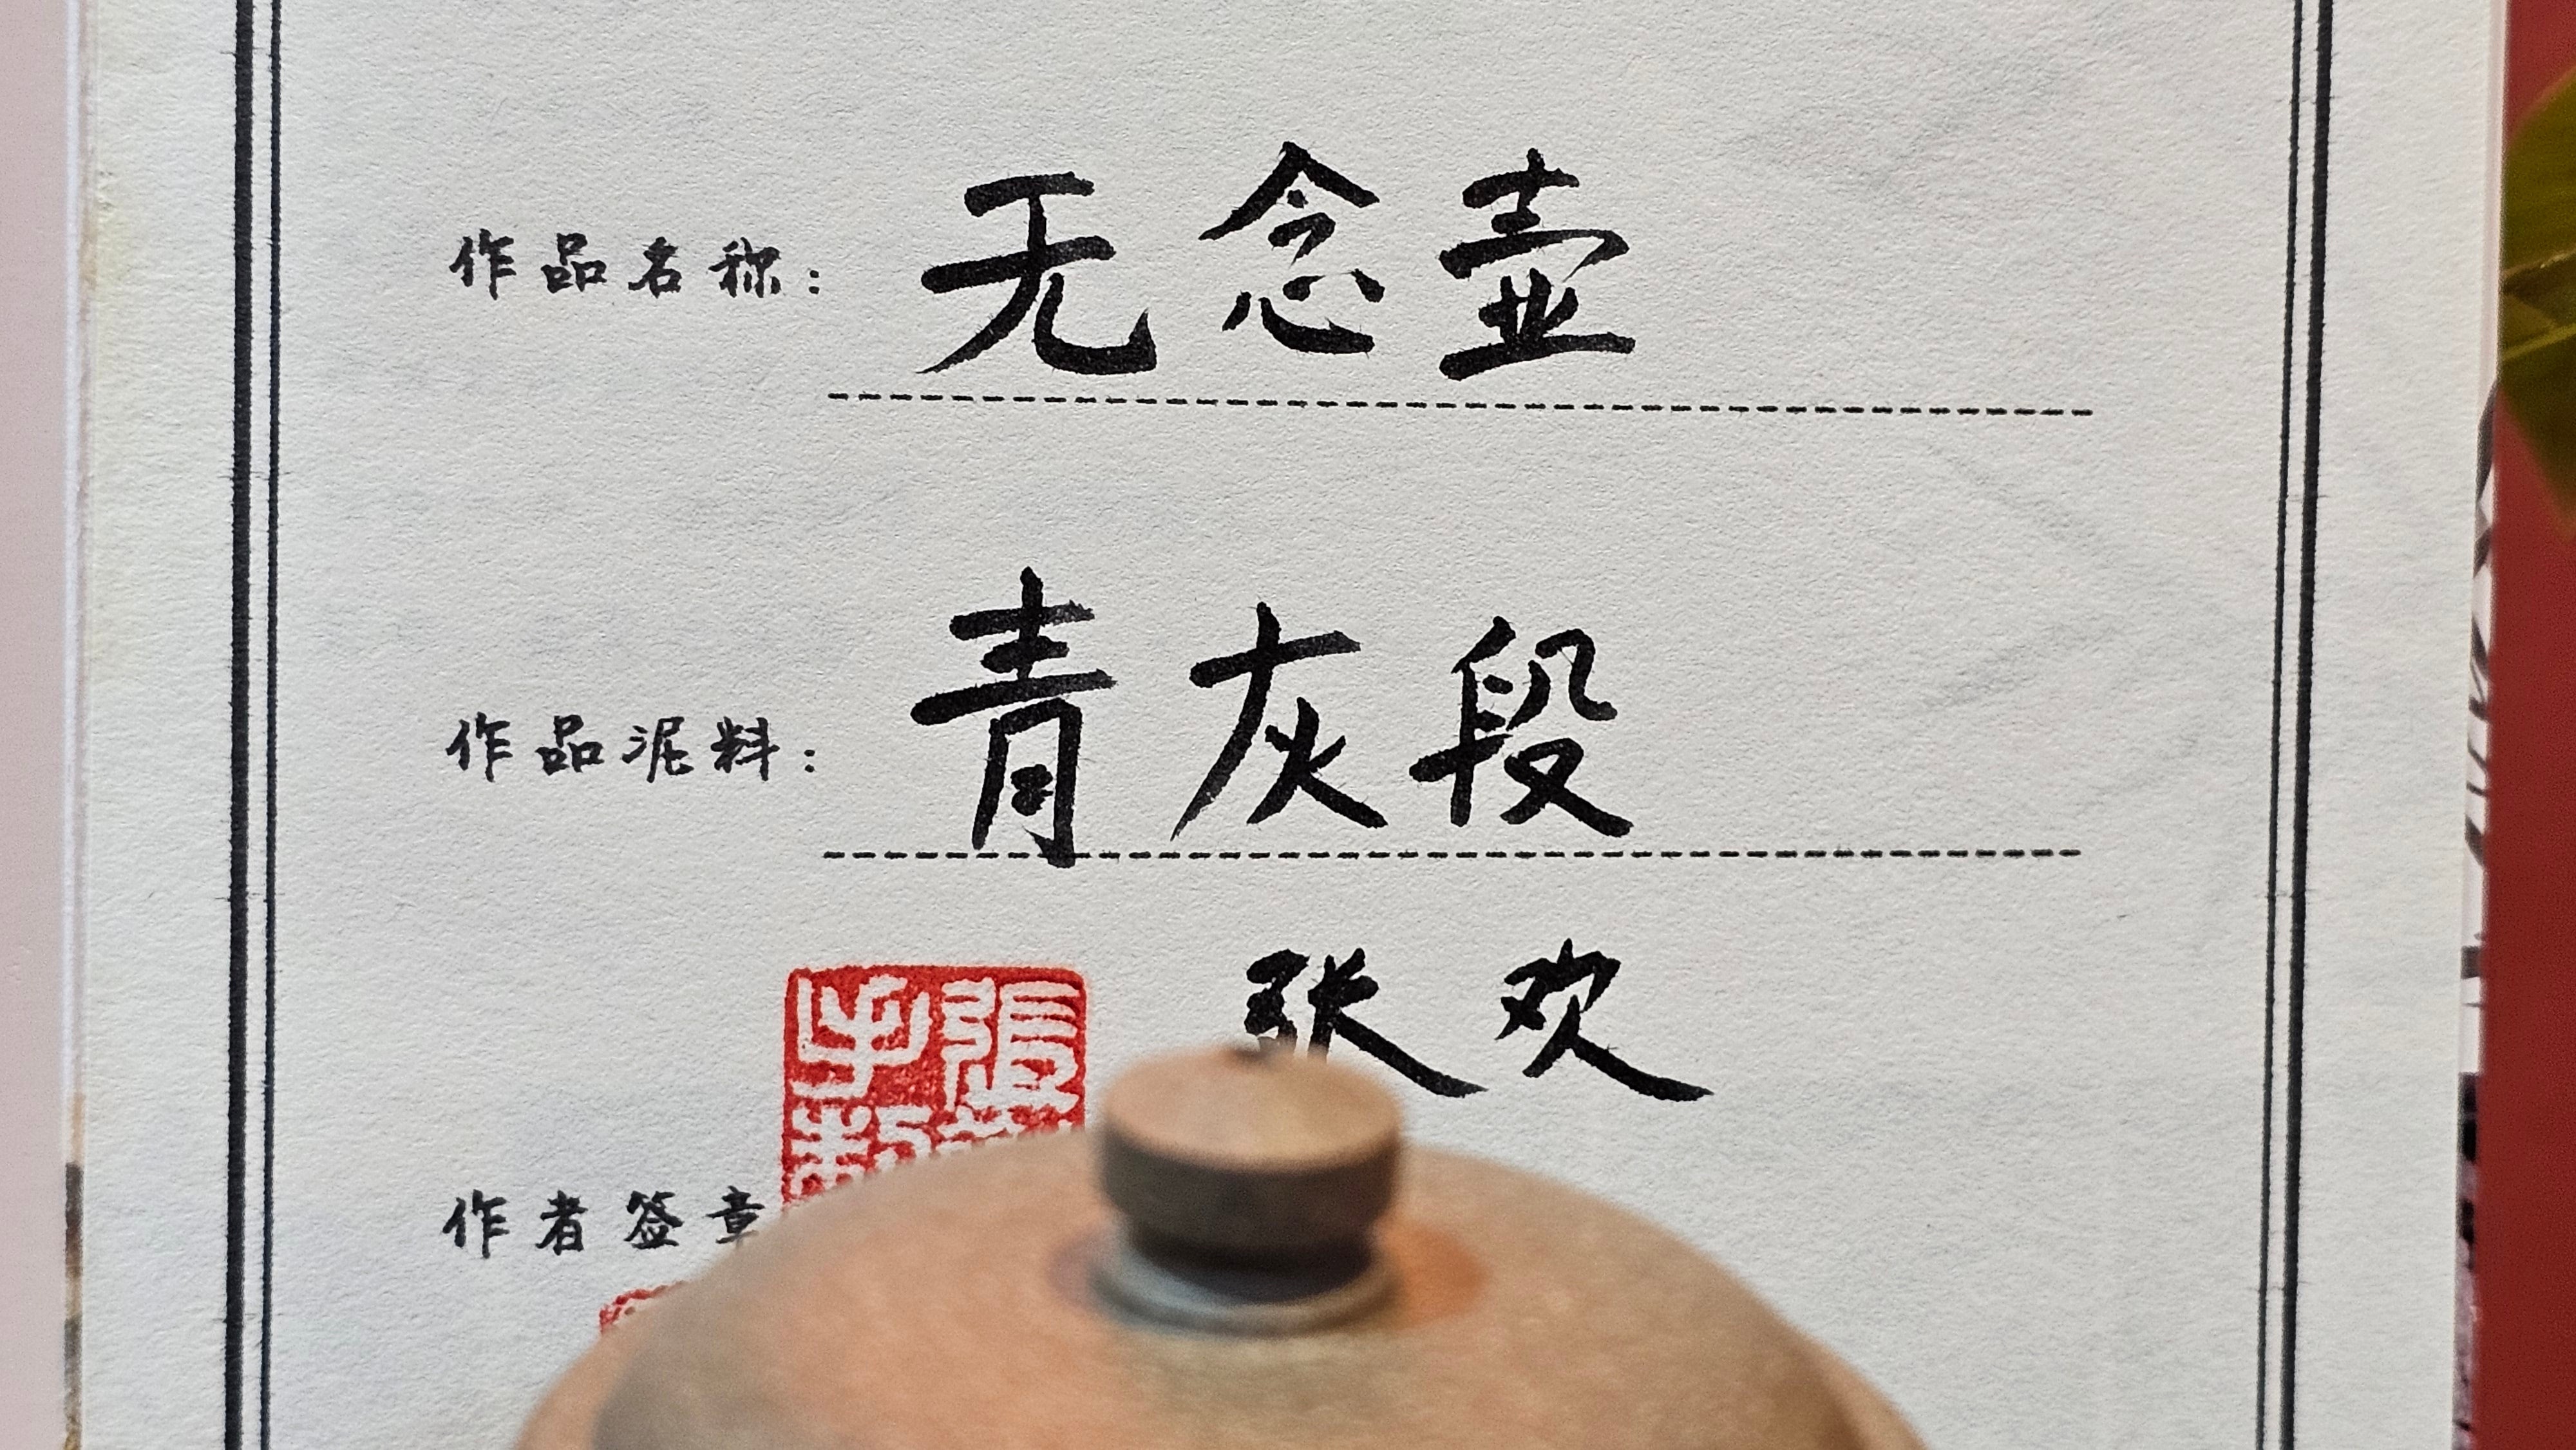 作品名称: 无念壶
作品泥料: 青灰段
张欢
作者签章